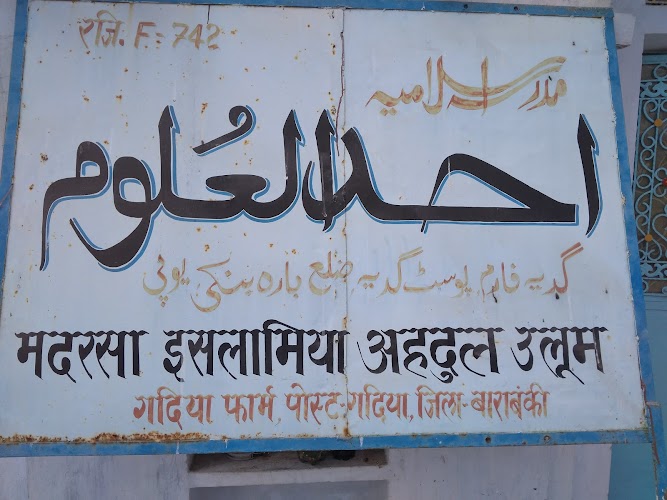 रजि. F.= 742
مدرسہ اسلامیہ
احد العلوم
گدیہ فارم پوسٹ گدیہ ضلع بارہ بنکی یوپی
मदरसा इसलामिया अहदुल उलूम
गदिया फार्म, पोस्ट-गदिया, जिला-बाराबंकी